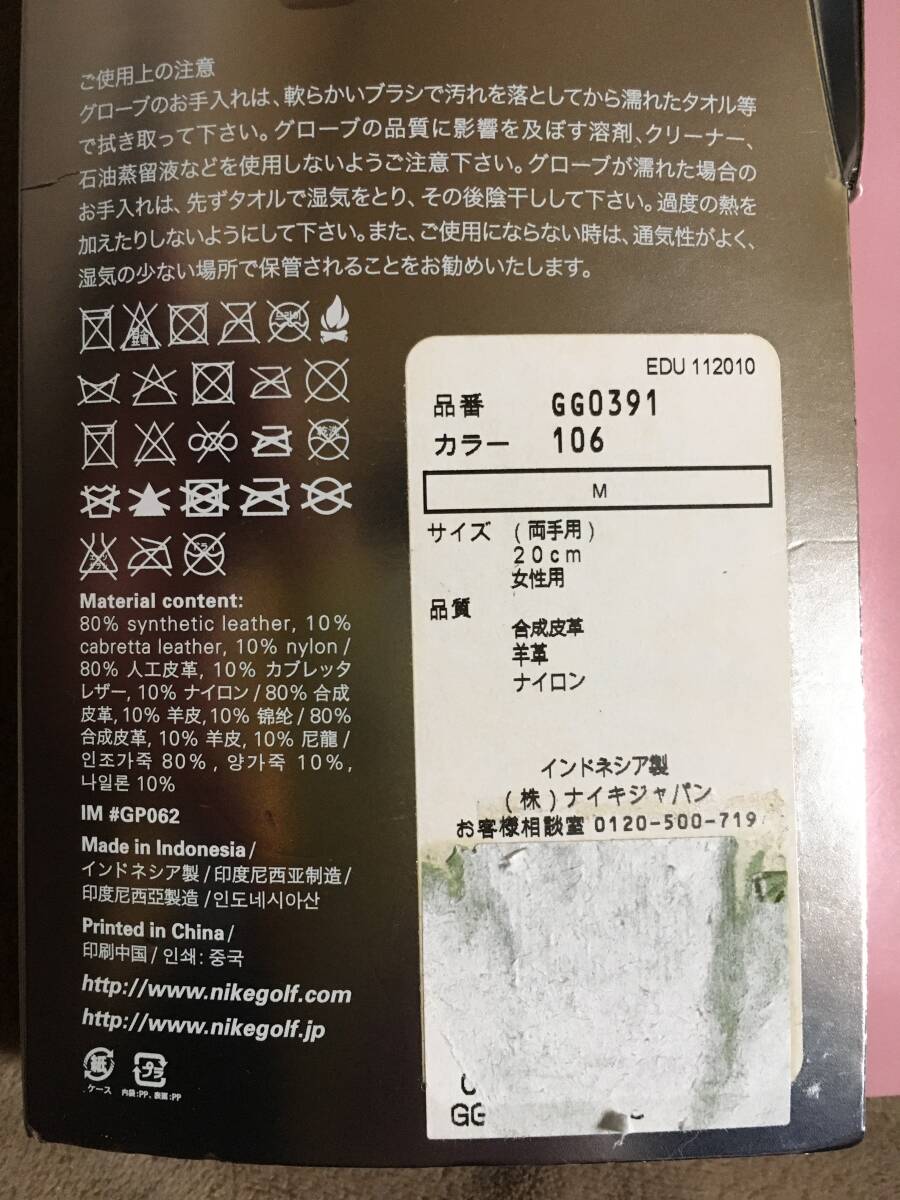 ご使用上の注意
グローブのお手入れは、軟らかいブラシで汚れを落としてから濡れたタオル等
で拭き取って下さい。グローブの品質に影響を及ぼす溶剤、クリーナー、
石油蒸留液などを使用しないようご注意下さい。グローブが濡れた場合の
お手入れは、先ずタオルで湿気をとり、その後陰干しして下さい。過度の熱を
加えたりしないようにして下さい。また、ご使用にならない時は、通気性がよく、
湿気の少ない場所で保管されることをお勧めいたします。
Material content:
80% synthetic leather, 10%
cabretta leather, 10% nylon /
80% 人工皮革, 10% カブレッタ
レザー, 10% ナイロン / 80% 合成
皮革, 10% 羊皮, 10% 锦纶 / 80%
合成皮革, 10% 羊皮, 10% 尼龍 /
인조가죽 80%, 양가죽 10%,
나일론 10%
IM #GP062
Made in Indonesia /
インドネシア製 / 印度尼西亚制造 /
印度尼西亞製造 / 인도네시아산
Printed in China /
印刷中国 / 인쇄: 중국
http://www.nikegolf.com
http://www.nikegolf.jp
紙
プラ
ケース
内袋:PP、表面:PP
EDU 112010
品番 GG0391
カラー 106
M
サイズ (両手用)
20cm
女性用
品質
合成皮革
羊革
ナイロン
インドネシア製
(株)ナイキジャパン
お客様相談室 0120-500-719
GG